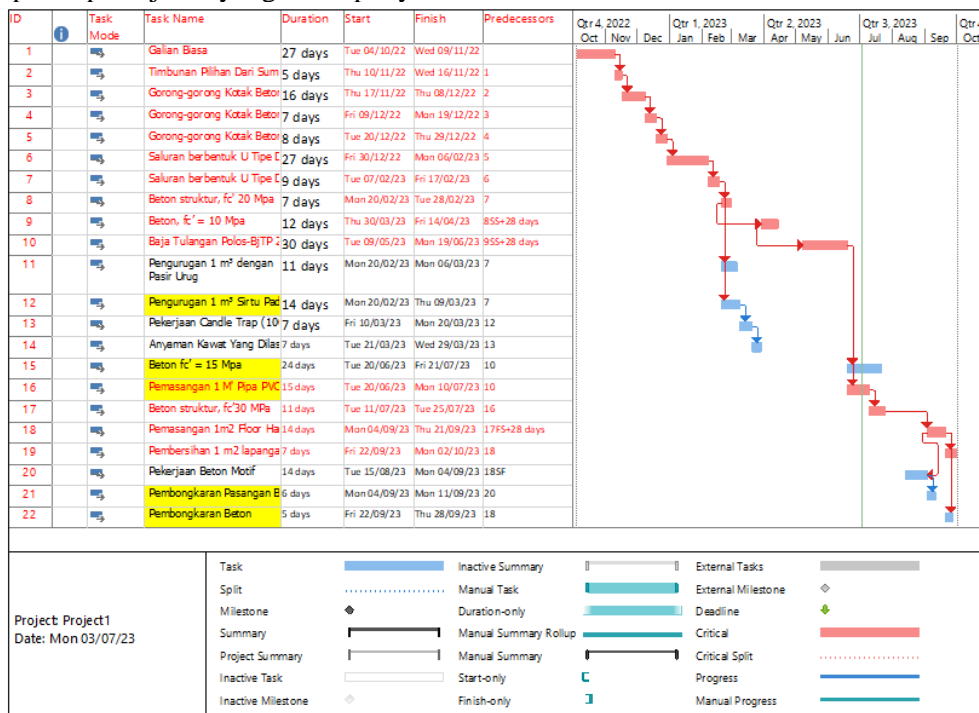 ID Task Mode Task Name Duration Start Finish Predecessors Qtr 4, 2022 Qtr 1, 2023 Qtr 2, 2023 Qtr 3, 2023 Qtr
Oct Nov Dec Jan Feb Mar Apr May Jun Jul Aug Sep Oct
1 Galian Biasa 27 days Tue 04/10/22 Wed 09/11/22
2 Timbunan Pilihan Dari Sum 5 days Thu 10/11/22 Wed 16/11/22 1
3 Gorong-gorong Kotak Beto 16 days Thu 17/11/22 Thu 08/12/22 2
4 Gorong-gorong Kotak Beto 7 days Fri 09/12/22 Mon 19/12/22 3
5 Gorong-gorong Kotak Beto 8 days Tue 20/12/22 Thu 29/12/22 4
6 Saluran berbentuk U Tipe D 27 days Fri 30/12/22 Mon 06/02/23 5
7 Saluran berbentuk U Tipe D 9 days Tue 07/02/23 Fri 17/02/23 6
8 Beton struktur, fc' 20 Mpa 7 days Mon 20/02/23 Tue 28/02/23 7
9 Beton, fc' = 10 Mpa 12 days Thu 30/03/23 Fri 14/04/23 8SS+28 days
10 Baja Tulangan Polos-BjTP 2 30 days Tue 09/05/23 Mon 19/06/23 9SS+28 days
11 Pengurugan 1 m³ dengan 11 days Mon 20/02/23 Mon 06/03/23 7
Pasir Urug
12 Pengurugan 1 m³ Sirtu Pad 14 days Mon 20/02/23 Thu 09/03/23 7
13 Pekerjaan Candle Trap (10 7 days Fri 10/03/23 Mon 20/03/23 12
14 Anyaman Kawat Yang Dilas 7 days Tue 21/03/23 Wed 29/03/23 13
15 Beton fc' = 15 Mpa 24 days Tue 20/06/23 Fri 21/07/23 10
16 Pemasangan 1 M' Pipa PVC 15 days Tue 20/06/23 Mon 10/07/23 10
17 Beton struktur, fc'30 MPa 11 days Tue 11/07/23 Tue 25/07/23 16
18 Pemasangan 1m2 Floor Ha 14 days Mon 04/09/23 Thu 21/09/23 17FS+28 days
19 Pembersihan 1 m2 lapanga 7 days Fri 22/09/23 Mon 02/10/23 18
20 Pekerjaan Beton Motif 14 days Tue 15/08/23 Mon 04/09/23 18SF
21 Pembongkaran Pasangan B 6 days Mon 04/09/23 Mon 11/09/23 20
22 Pembongkaran Beton 5 days Fri 22/09/23 Thu 28/09/23 18
Project: Project1
Date: Mon 03/07/23
Task Inactive Summary External Tasks
Split Manual Task External Milestone
Milestone Duration-only Deadline
Summary Manual Summary Rollup Critical
Project Summary Manual Summary Critical Split
Inactive Task Start-only Progress
Inactive Milestone Finish-only Manual Progress